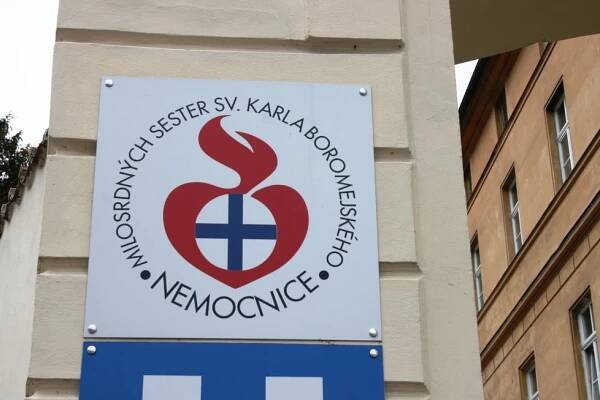 MILOSRDNÝCH SESTER SV. KARLA BOROMEJSKÉHO
• NEMOCNICE •